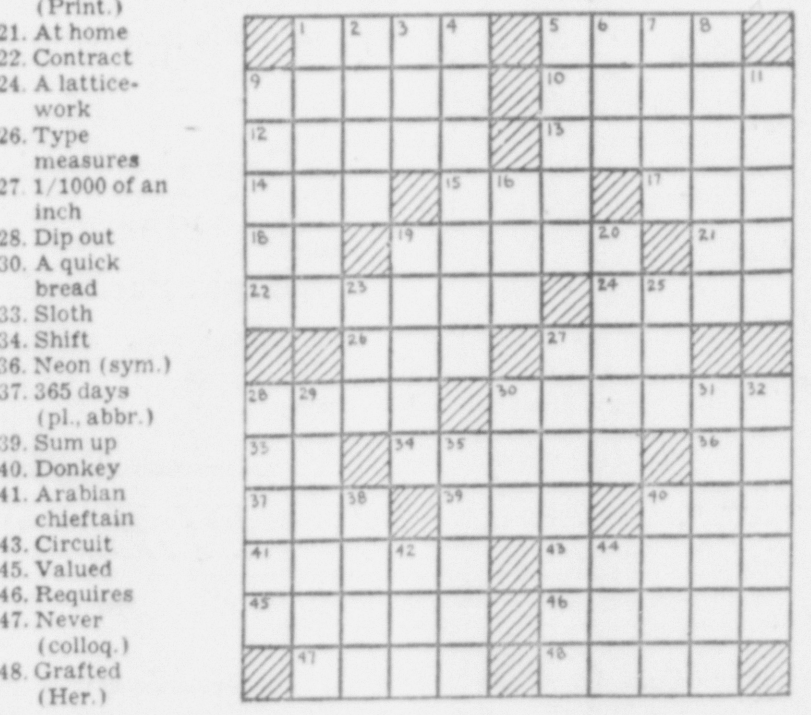 (Print.)
21. At home
22. Contract
24. A lattice-
work
26. Type
measures
27. 1/1000 of an
inch
28. Dip out
30. A quick
bread
33. Sloth
34. Shift
36. Neon (sym.)
37. 365 days
(pl., abbr.)
39. Sum up
40. Donkey
41. Arabian
chieftain
43. Circuit
45. Valued
46. Requires
47. Never
(colloq.)
48. Grafted
(Her.)
1 2 3 4 5 6 7 8
9 10 11
12 13
14 15 16 17
18 19 20 21
22 23 24 25
26 27
28 29 30 31 32
33 34 35 36
37 38 39 40
41 42 43 44
45 46
47 48